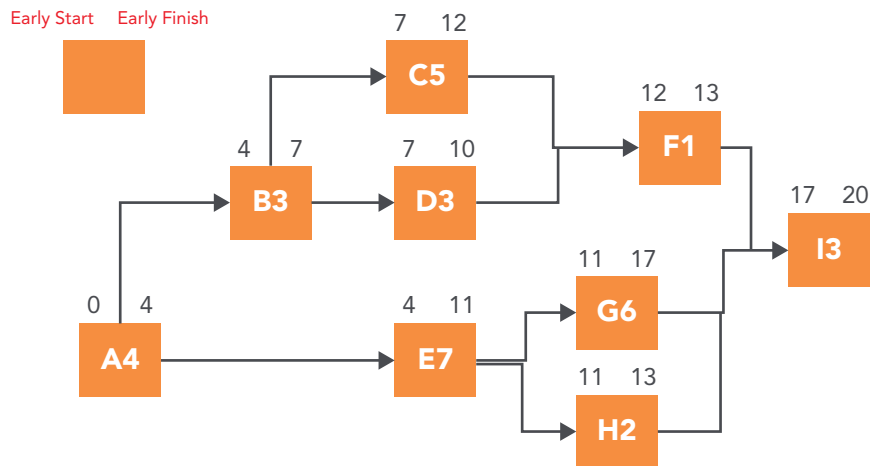 Early Start Early Finish
7 12
C5
12 13
F1
4 7
B3
7 10
D3
17 20
I3
11 17
G6
0 4
A4
4 11
E7
11 13
H2